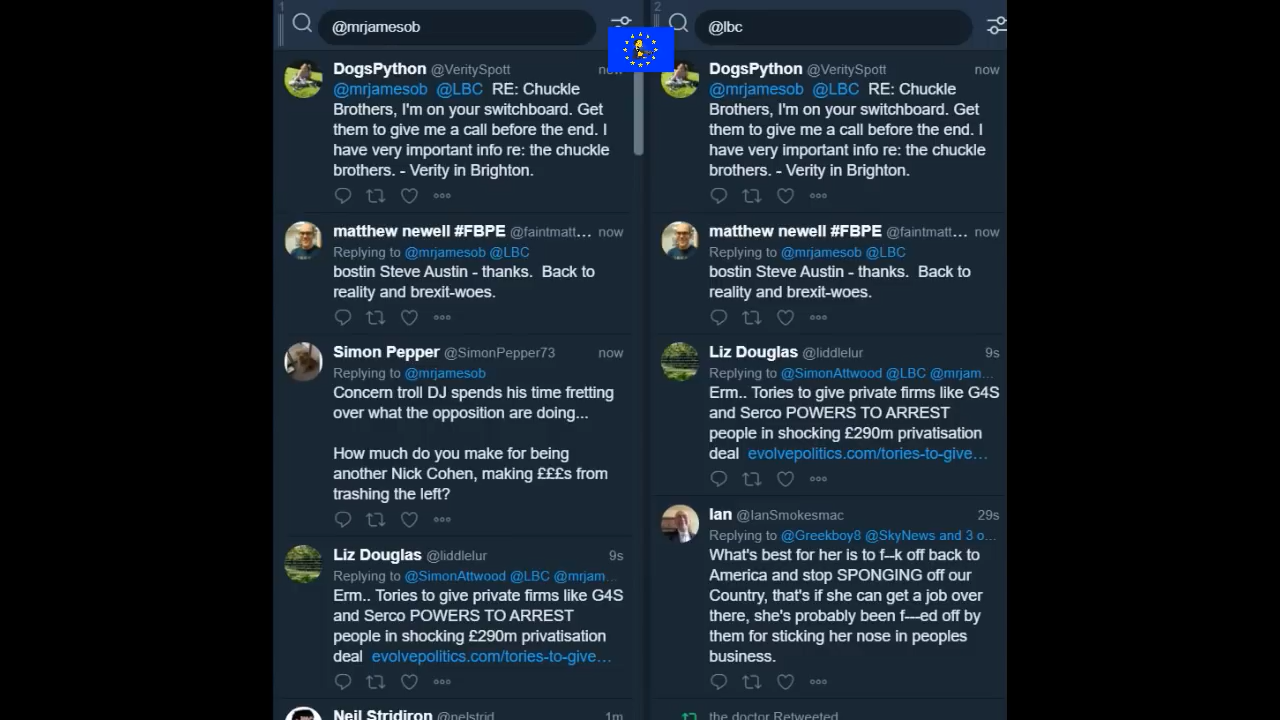 1
@mrjamesob
DogsPython @VeritySpott now
@mrjamesob @LBC RE: Chuckle
Brothers, I'm on your switchboard. Get
them to give me a call before the end. I
have very important info re: the chuckle
brothers. - Verity in Brighton.
matthew newell #FBPE @faintmatt... now
Replying to @mrjamesob @LBC
bostin Steve Austin - thanks. Back to
reality and brexit-woes.
Simon Pepper @SimonPepper73 now
Replying to @mrjamesob
Concern troll DJ spends his time fretting
over what the opposition are doing...
How much do you make for being
another Nick Cohen, making £££s from
trashing the left?
Liz Douglas @liddlelur 9s
Replying to @SimonAttwood @LBC @mrjam...
Erm.. Tories to give private firms like G4S
and Serco POWERS TO ARREST
people in shocking £290m privatisation
deal evolvepolitics.com/tories-to-give…
Neil Stridiron @nelstrid 1m
2
@lbc
DogsPython @VeritySpott now
@mrjamesob @LBC RE: Chuckle
Brothers, I'm on your switchboard. Get
them to give me a call before the end. I
have very important info re: the chuckle
brothers. - Verity in Brighton.
matthew newell #FBPE @faintmatt... now
Replying to @mrjamesob @LBC
bostin Steve Austin - thanks. Back to
reality and brexit-woes.
Liz Douglas @liddlelur 9s
Replying to @SimonAttwood @LBC @mrjam...
Erm.. Tories to give private firms like G4S
and Serco POWERS TO ARREST
people in shocking £290m privatisation
deal evolvepolitics.com/tories-to-give…
Ian @IanSmokesmac 29s
Replying to @Greekboy8 @SkyNews and 3 o...
What's best for her is to f--k off back to
America and stop SPONGING off our
Country, that's if she can get a job over
there, she's probably been f---ed off by
them for sticking her nose in peoples
business.
the doctor Retweeted